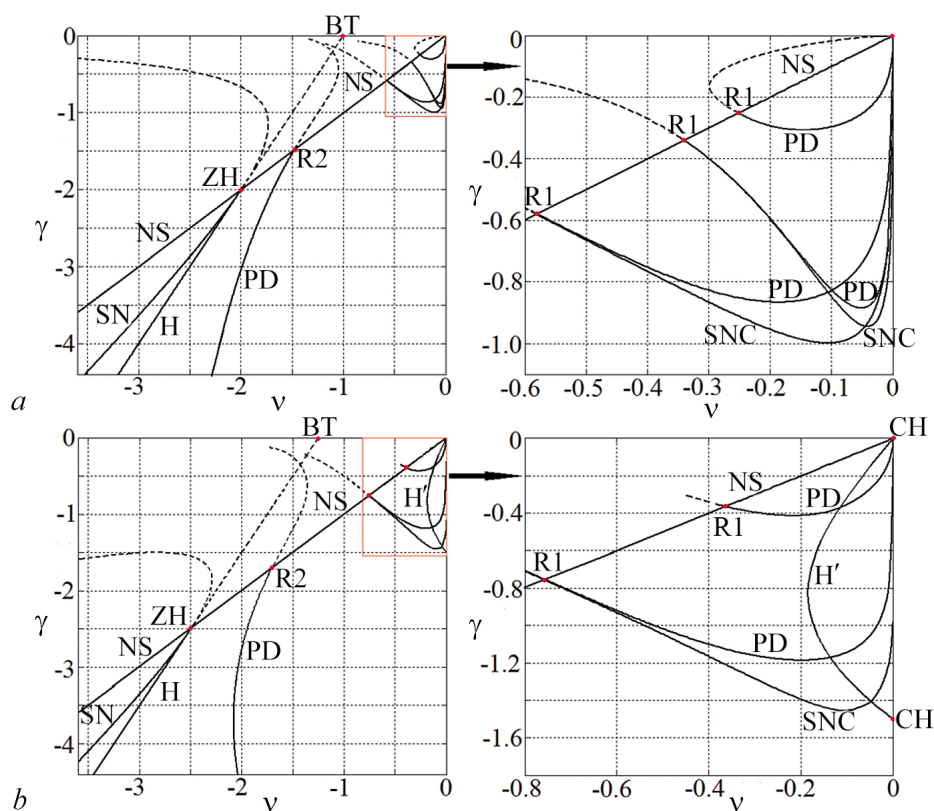 BT
0
-1
-2
-3
-4
γ
NS
R2
ZH
NS
SN
H
PD
-3
-2
-1
0
ν
a
0
-0.2
-0.4
-0.6
-0.8
-1.0
γ
NS
R1
R1
PD
R1
PD
PD
SNC
SNC
-0.6
-0.5
-0.4
-0.3
-0.2
-0.1
0
ν
BT
0
-1
-2
-3
-4
γ
NS
H′
R2
ZH
NS
PD
SN
H
-3
-2
-1
0
ν
b
CH
0
-0.4
-0.8
-1.2
-1.6
γ
NS
PD
R1
R1
H′
PD
SNC
CH
-0.8
-0.6
-0.4
-0.2
0
ν